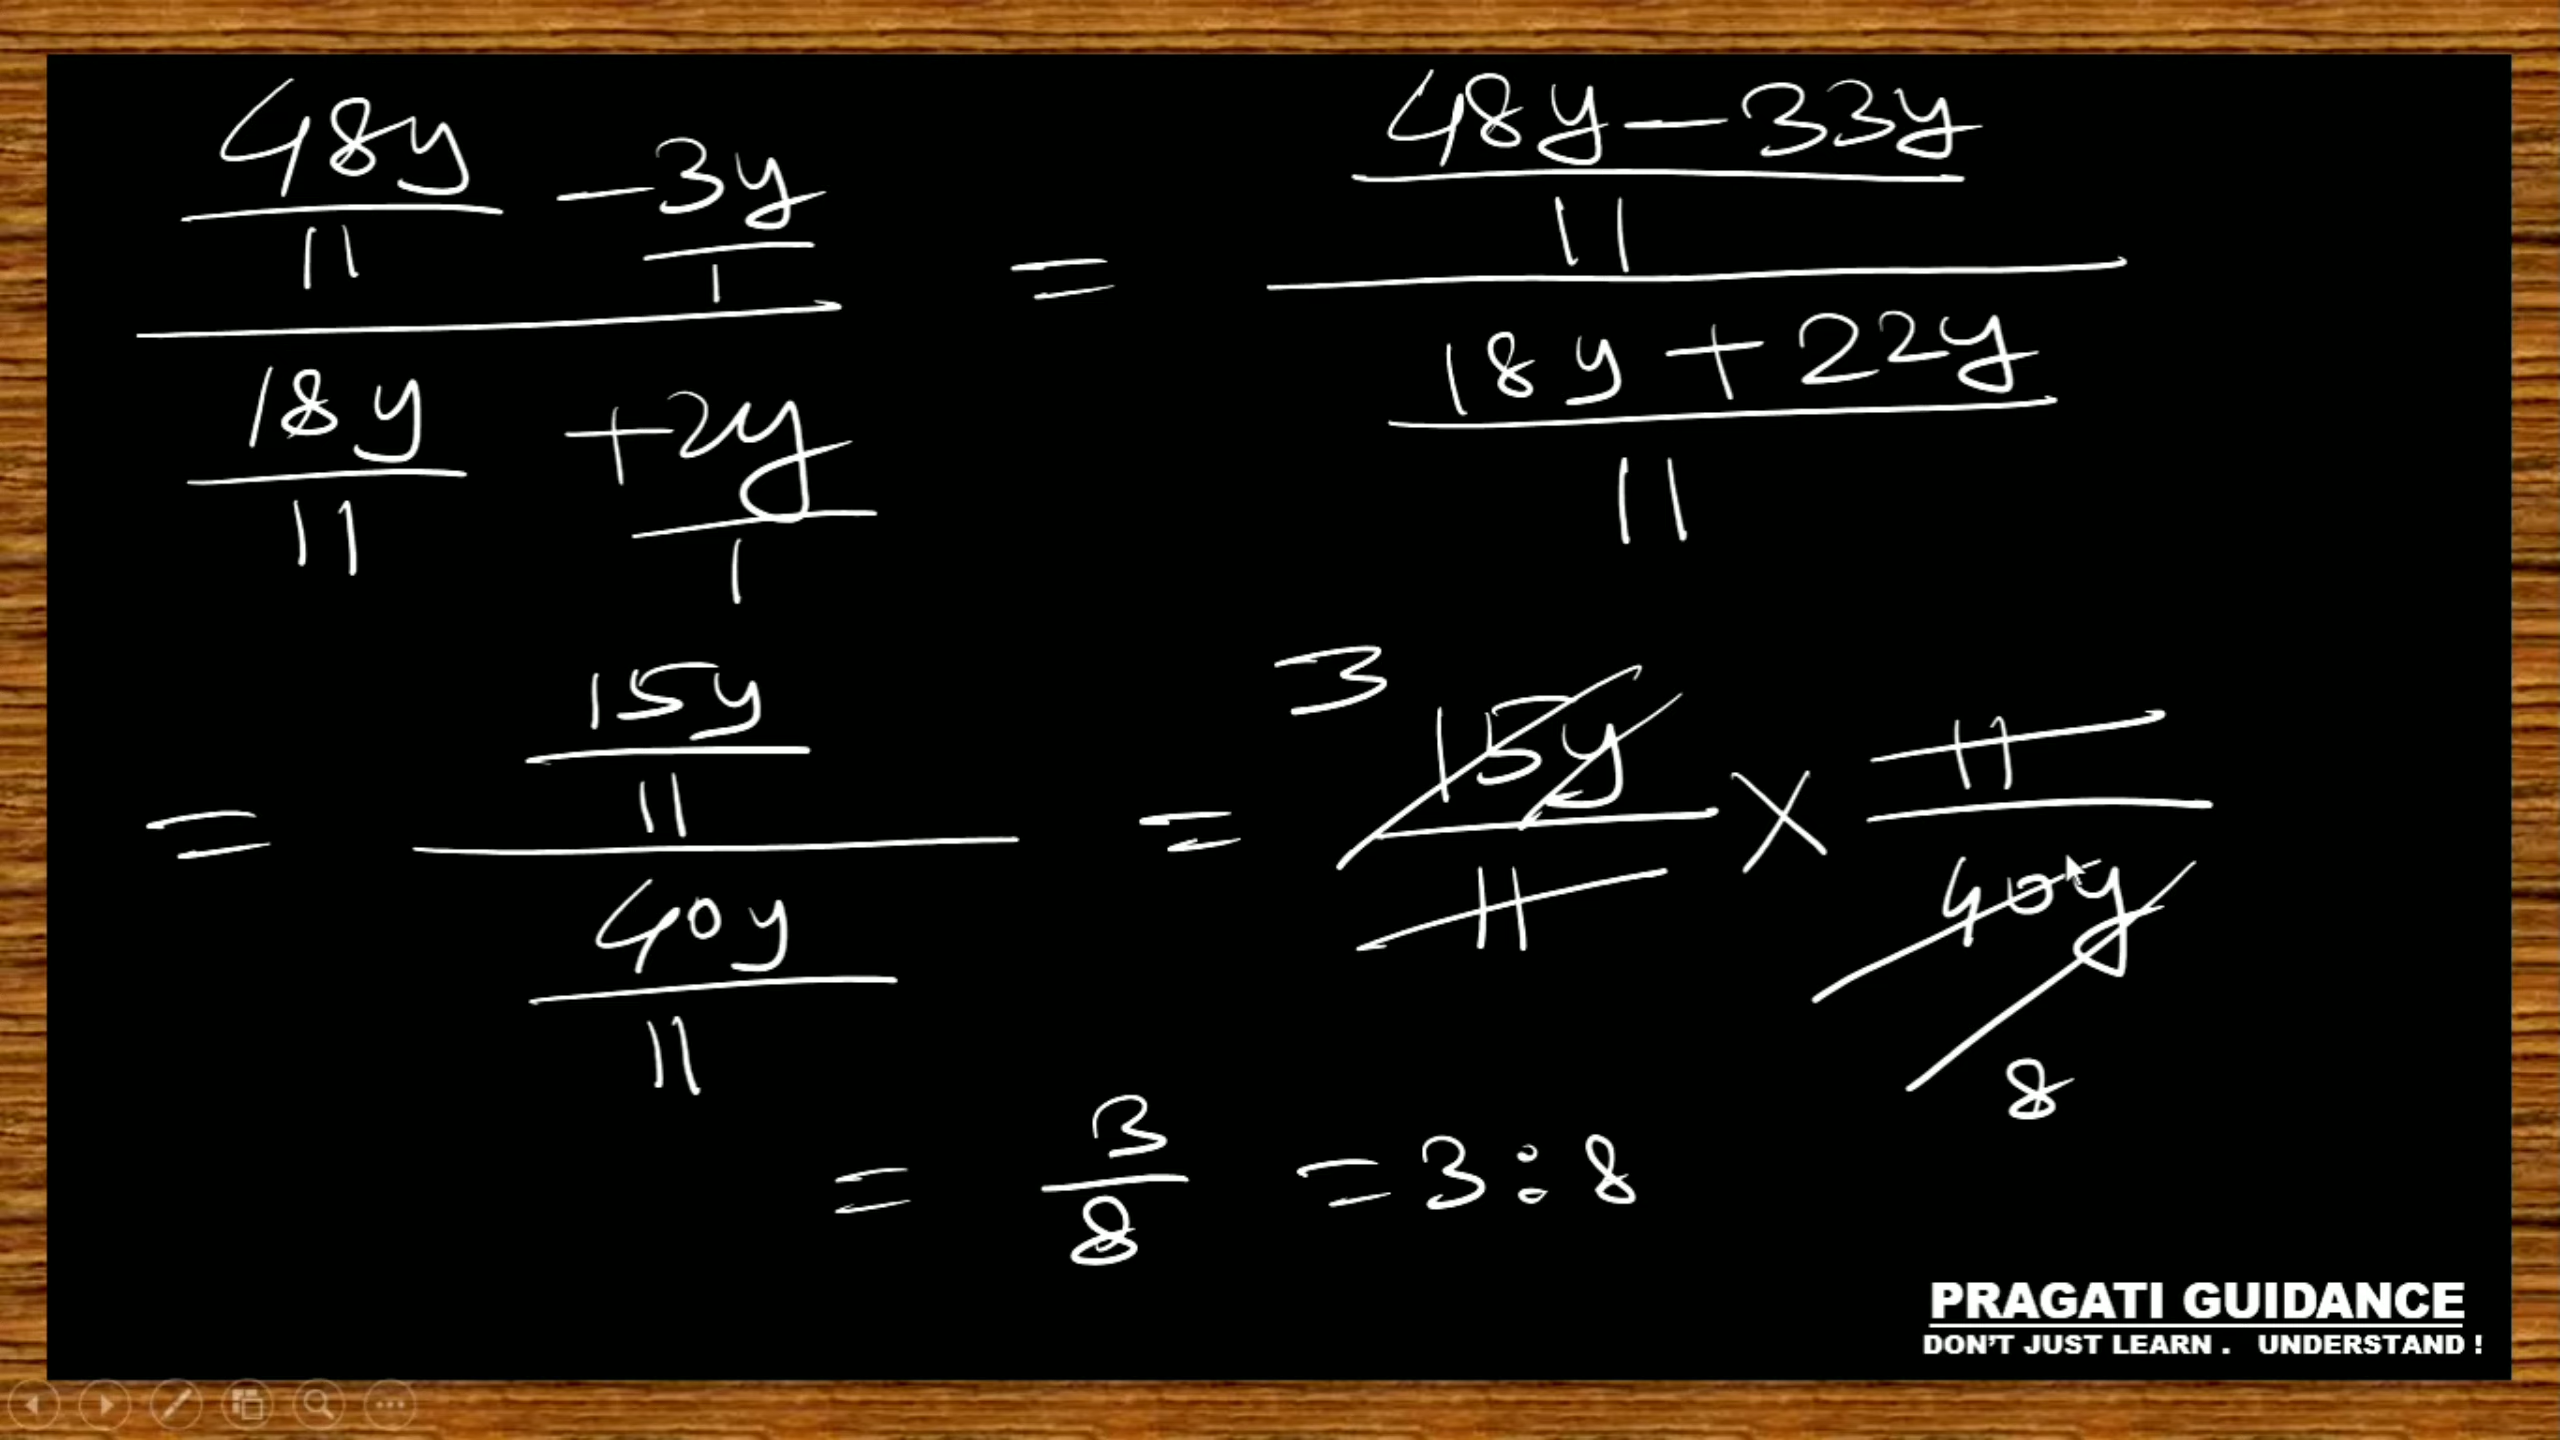 48y/11 - 3y/1 = 48y - 33y/11
18y/11 + 2y/1 18y + 22y/11
= 15y/11 = 3 15y/11 × 11/40y
40y/11 8
= 3/8 = 3 : 8
PRAGATI GUIDANCE
DON'T JUST LEARN . UNDERSTAND !